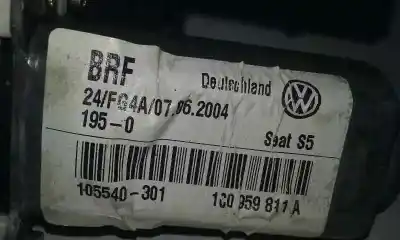 BRF
Deutschland
24/FG4A/07.06.2004
195-0
Seat S5
105540-301
1C0 959 811 A